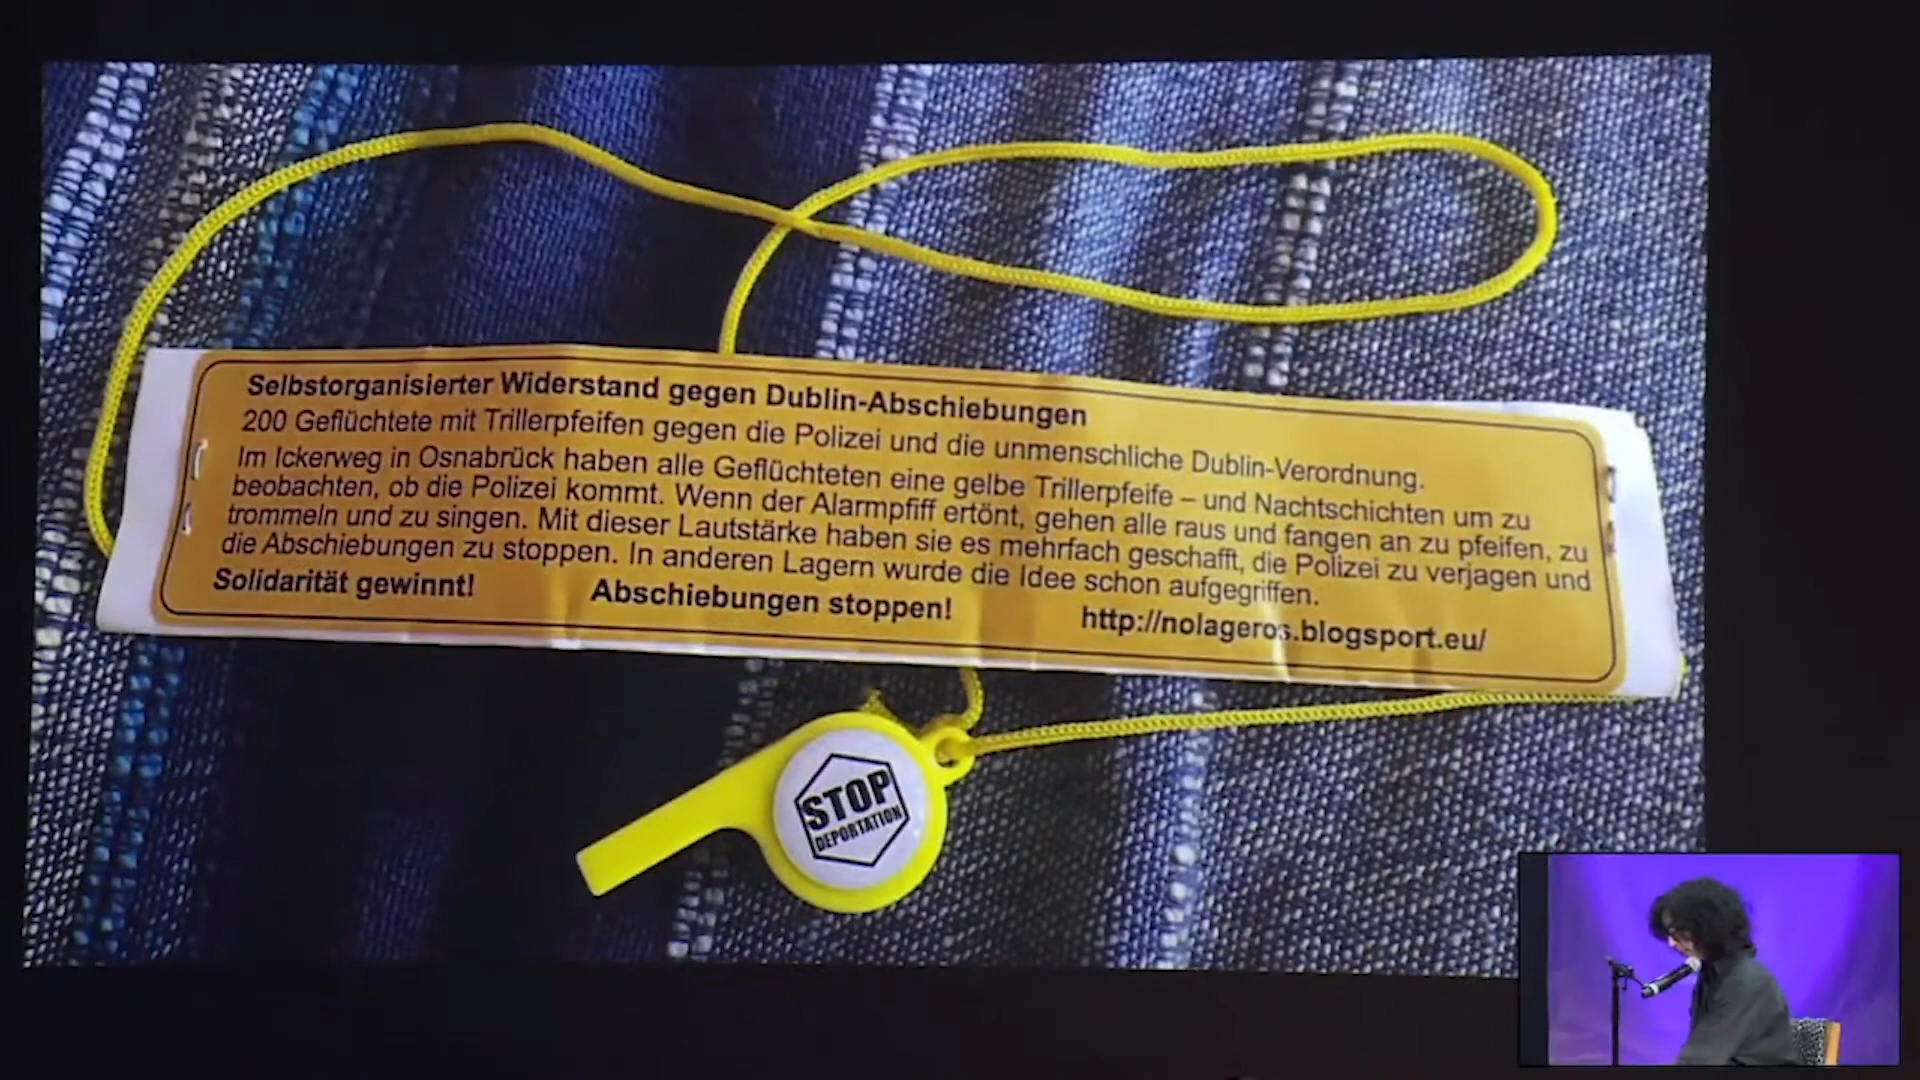 Selbstorganisierter Widerstand gegen Dublin-Abschiebungen
200 Geflüchtete mit Trillerpfeifen gegen die Polizei und die unmenschliche Dublin-Verordnung.
Im Ickerweg in Osnabrück haben alle Geflüchteten eine gelbe Trillerpfeife – und Nachtschichten um zu
beobachten, ob die Polizei kommt. Wenn der Alarmpfiff ertönt, gehen alle raus und fangen an zu pfeifen, zu
trommeln und zu singen. Mit dieser Lautstärke haben sie es mehrfach geschafft, die Polizei zu verjagen und
die Abschiebungen zu stoppen. In anderen Lagern wurde die Idee schon aufgegriffen.
Solidarität gewinnt! Abschiebungen stoppen! http://nolageros.blogsport.eu/
STOP
DEPORTATION